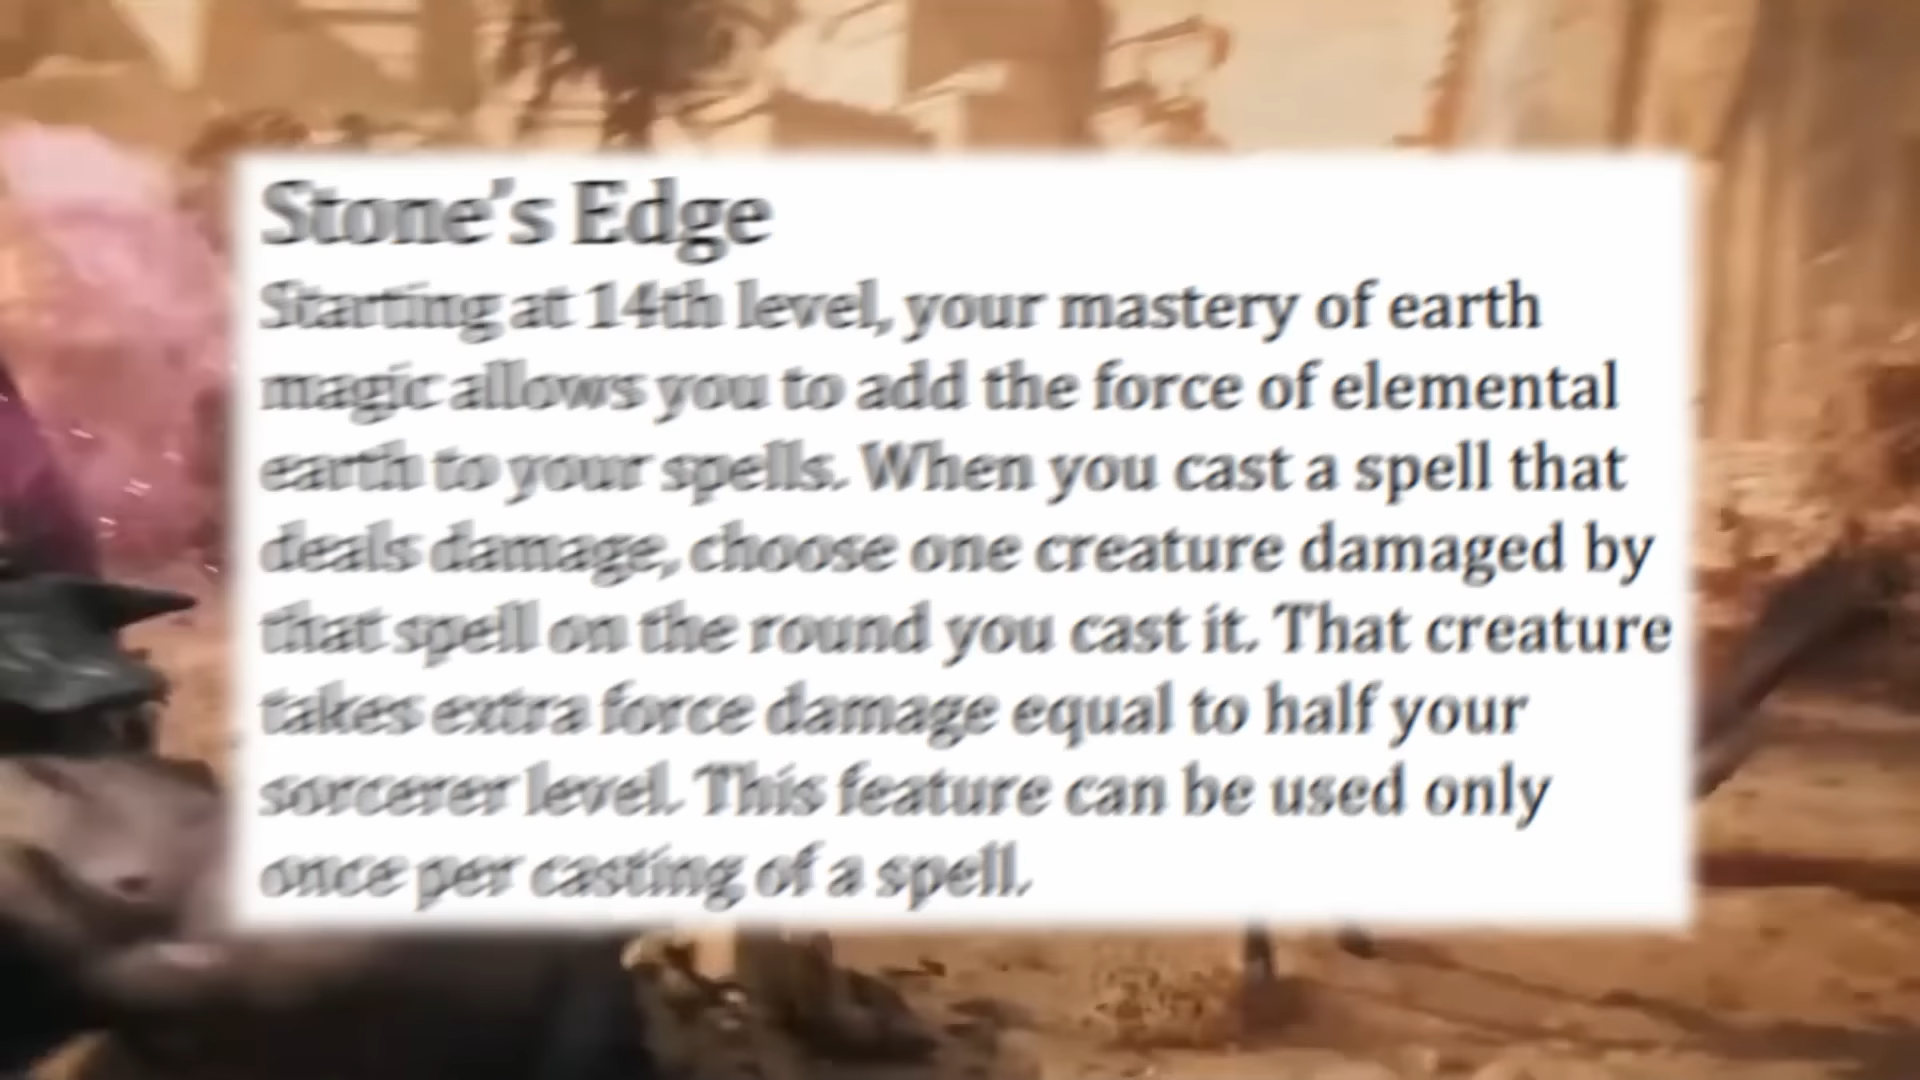 Stone's Edge
Starting at 14th level, your mastery of earth
magic allows you to add the force of elemental
earth to your spells. When you cast a spell that
deals damage, choose one creature damaged by
that spell on the round you cast it. That creature
takes extra force damage equal to half your
sorcerer level. This feature can be used only
once per casting of a spell.